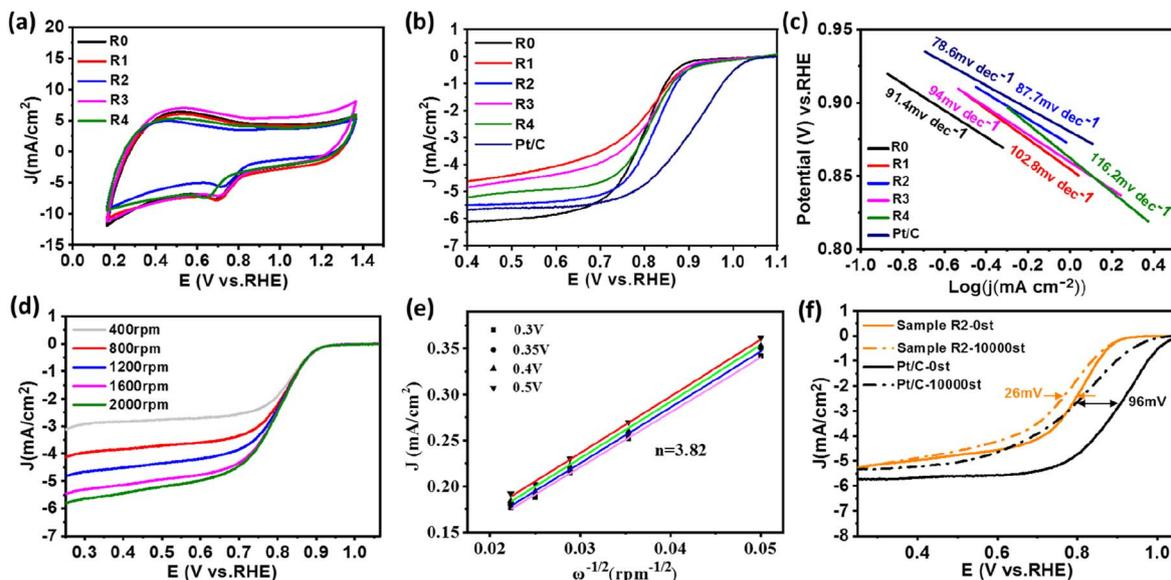 (a)
J(mA/cm²)
20
15
10
5
0
-5
-10
-15
R0
R1
R2
R3
R4
0.0 0.2 0.4 0.6 0.8 1.0 1.2 1.4
E (V vs.RHE)
(b)
J (mA/cm²)
1
0
-1
-2
-3
-4
-5
-6
-7
R0
R1
R2
R3
R4
Pt/C
0.4 0.5 0.6 0.7 0.8 0.9 1.0 1.1
E (V vs.RHE)
(c)
Potential (V) vs.RHE
0.95
0.90
0.85
0.80
78.6mv dec⁻¹
87.7mv dec⁻¹
94mv dec⁻¹
91.4mv dec⁻¹
102.8mv dec⁻¹
116.2mv dec⁻¹
R0
R1
R2
R3
R4
Pt/C
-1.0 -0.8 -0.6 -0.4 -0.2 0.0 0.2 0.4 0.6
Log(j(mA cm⁻²))
(d)
J(mA/cm²)
2
1
0
-1
-2
-3
-4
-5
-6
-7
400rpm
800rpm
1200rpm
1600rpm
2000rpm
0.3 0.4 0.5 0.6 0.7 0.8 0.9 1.0
E (V vs.RHE)
(e)
J (mA/cm²)
0.35
0.30
0.25
0.20
0.15
0.3V
0.35V
0.4V
0.5V
n=3.82
0.02 0.03 0.04 0.05
ω⁻¹/²(rpm⁻¹/²)
(f)
J(mA/cm²)
1
0
-1
-2
-3
-4
-5
-6
-7
-8
Sample R2-0st
Sample R2-10000st
Pt/C-0st
Pt/C-10000st
26mV
96mV
0.4 0.6 0.8 1.0
E (V vs.RHE)